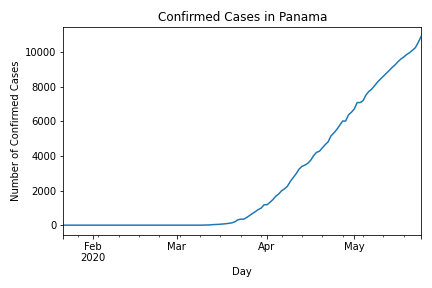 Confirmed Cases in Panama
10000
8000
6000
4000
2000
0
Number of Confirmed Cases
Feb
2020
Mar
Apr
May
Day